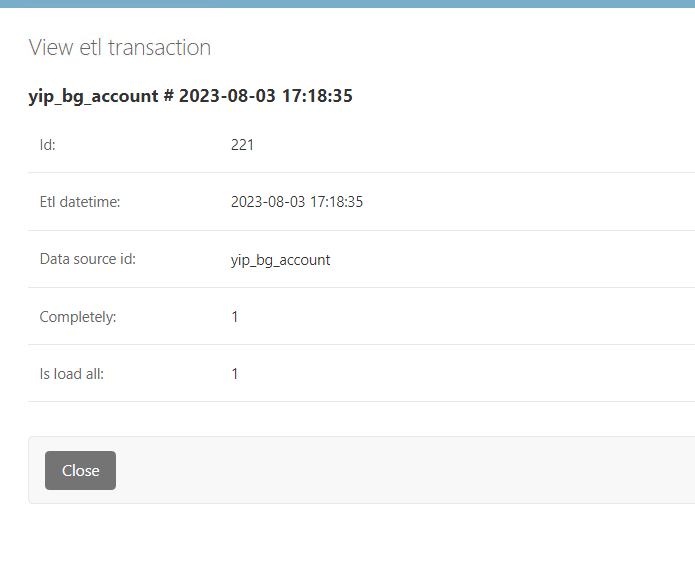 View etl transaction
yip_bg_account # 2023-08-03 17:18:35
Id: 221
Etl datetime: 2023-08-03 17:18:35
Data source id: yip_bg_account
Completely: 1
Is load all: 1
Close